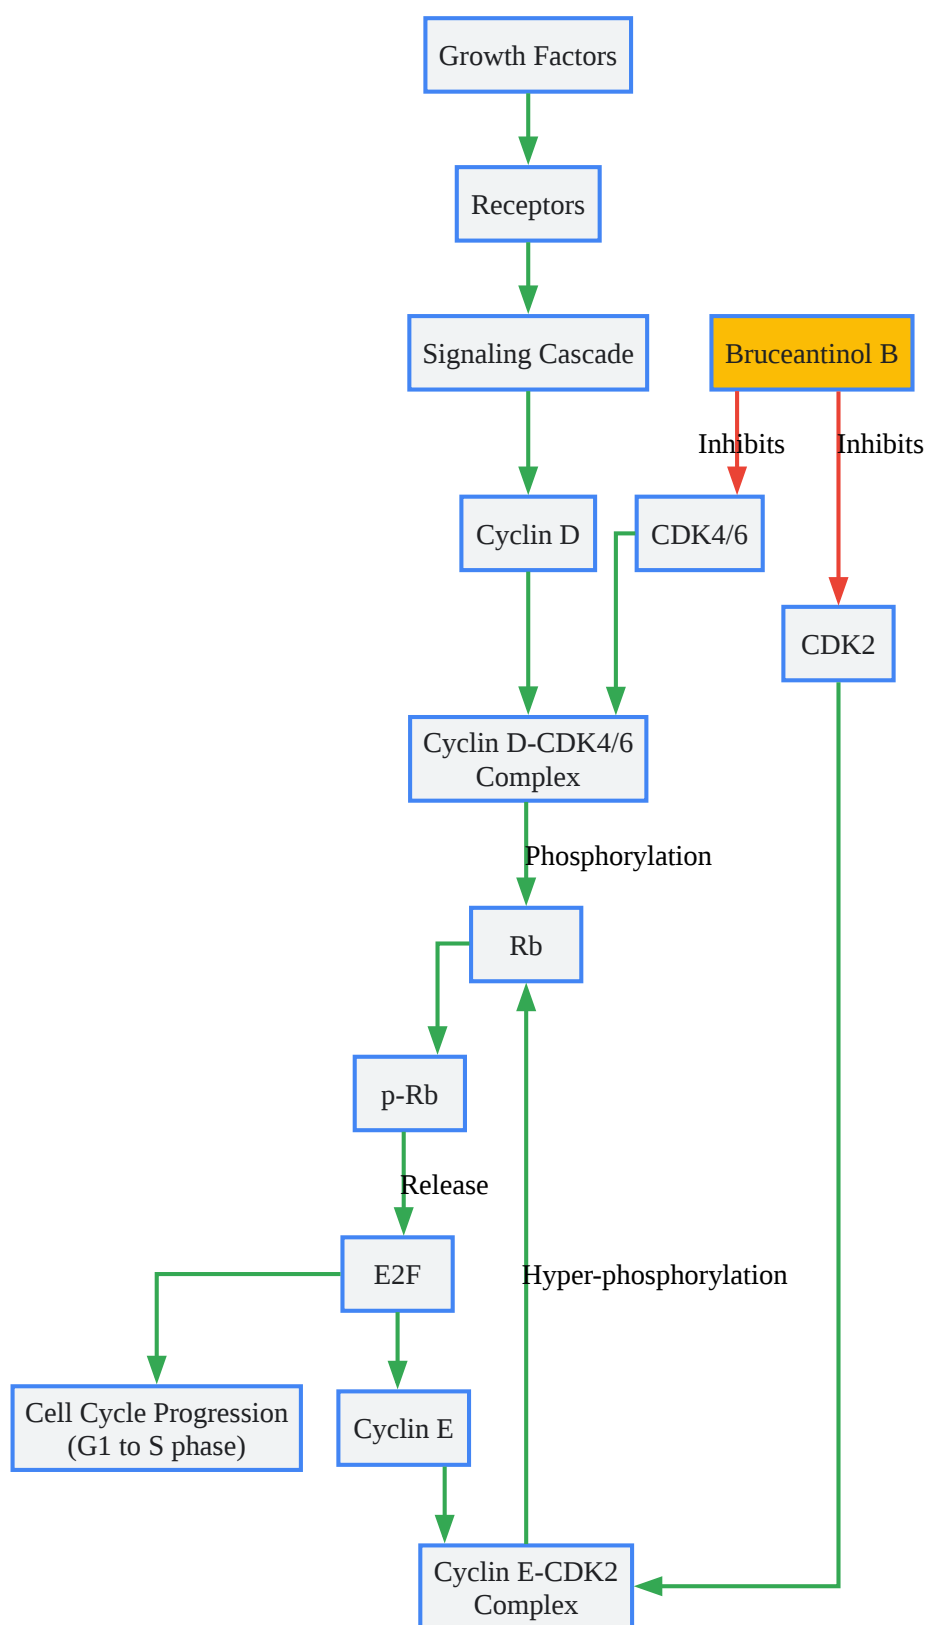 Growth Factors
Receptors
Signaling Cascade
Bruceantinol B
Inhibits
Inhibits
Cyclin D
CDK4/6
CDK2
Cyclin D-CDK4/6
Complex
Phosphorylation
Rb
p-Rb
Release
E2F
Hyper-phosphorylation
Cell Cycle Progression
(G1 to S phase)
Cyclin E
Cyclin E-CDK2
Complex